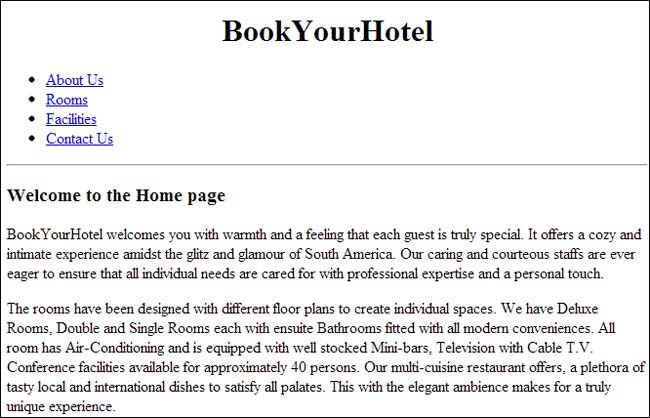 BookYourHotel
About Us
Rooms
Facilities
Contact Us
Welcome to the Home page
BookYourHotel welcomes you with warmth and a feeling that each guest is truly special. It offers a cozy and
intimate experience amidst the glitz and glamour of South America. Our caring and courteous staffs are ever
eager to ensure that all individual needs are cared for with professional expertise and a personal touch.
The rooms have been designed with different floor plans to create individual spaces. We have Deluxe
Rooms, Double and Single Rooms each with ensuite Bathrooms fitted with all modern conveniences. All
room has Air-Conditioning and is equipped with well stocked Mini-bars, Television with Cable T.V.
Conference facilities available for approximately 40 persons. Our multi-cuisine restaurant offers, a plethora of
tasty local and international dishes to satisfy all palates. This with the elegant ambience makes for a truly
unique experience.